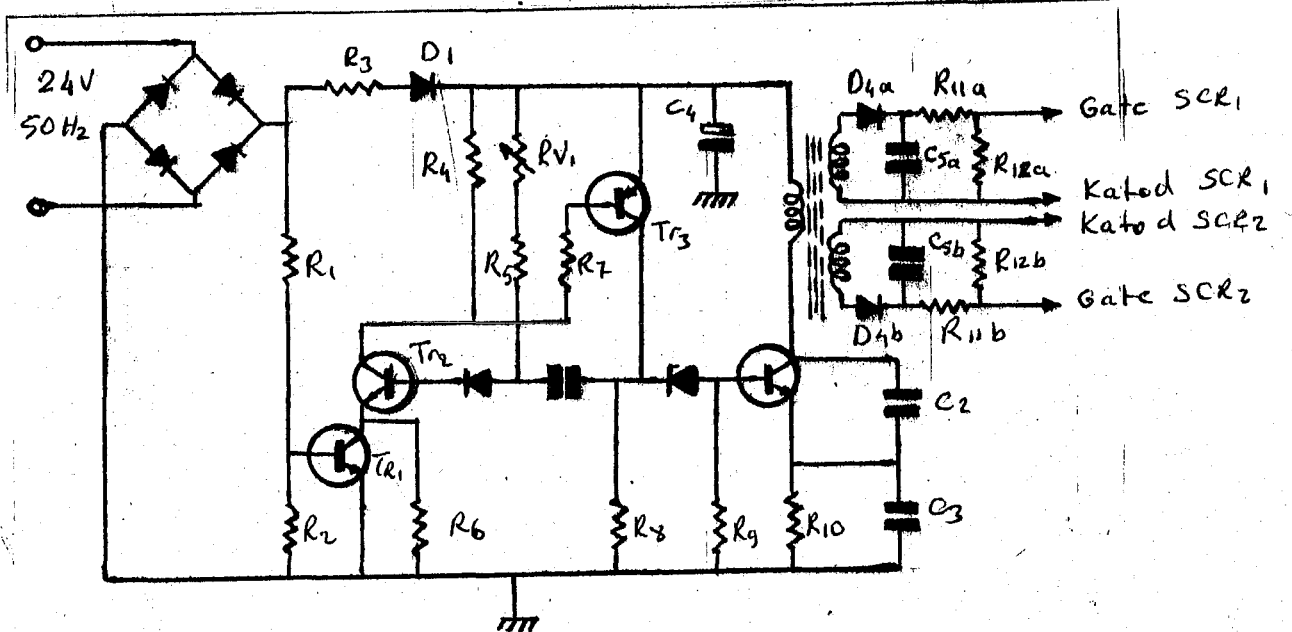 24V
50Hz
R3
D1
R4
RV1
R5
R7
Tr3
C4
R1
Tr2
TR1
R2
R6
R8
R9
R10
C2
C3
D4a
R11a
C5a
R12a
Gate SCR1
Katod SCR1
Katod SCR2
C5b
R12b
Gate SCR2
D4b
R11b